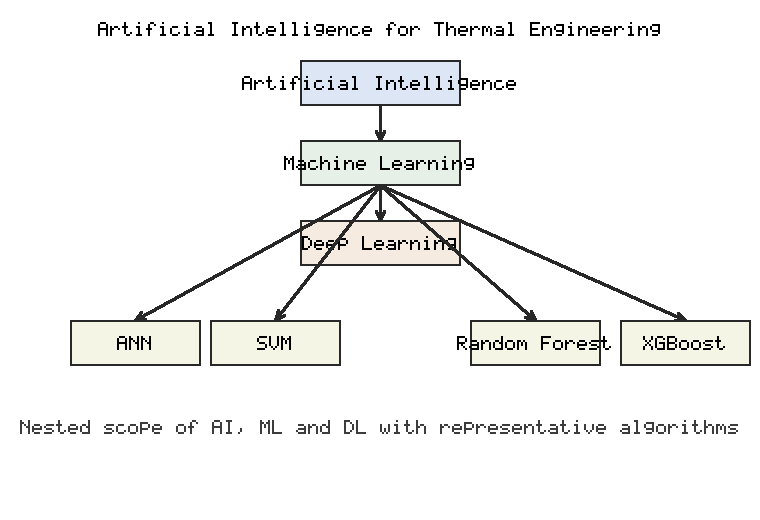 Artificial Intelligence for Thermal Engineering
Artificial Intelligence
Machine Learning
Deep Learning
ANN
SVM
Random Forest
XGBoost
Nested scope of AI, ML and DL with representative algorithms